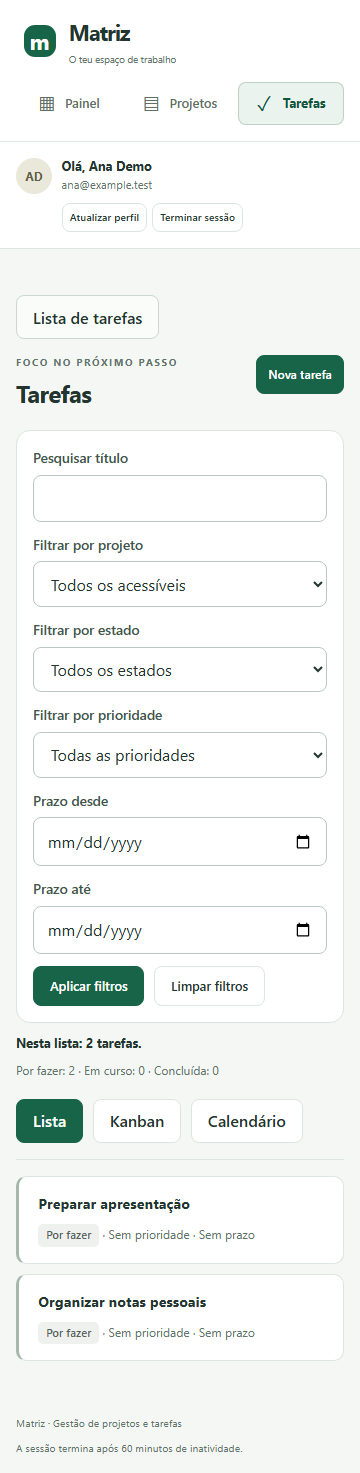 m Matriz
O teu espaço de trabalho
Painel Projetos Tarefas
AD Olá, Ana Demo
ana@example.test
Atualizar perfil Terminar sessão
Lista de tarefas
FOCO NO PRÓXIMO PASSO
Tarefas
Nova tarefa
Pesquisar título
Filtrar por projeto
Todos os acessíveis
Filtrar por estado
Todos os estados
Filtrar por prioridade
Todas as prioridades
Prazo desde
mm/dd/yyyy
Prazo até
mm/dd/yyyy
Aplicar filtros Limpar filtros
Nesta lista: 2 tarefas.
Por fazer: 2 · Em curso: 0 · Concluída: 0
Lista Kanban Calendário
Preparar apresentação
Por fazer · Sem prioridade · Sem prazo
Organizar notas pessoais
Por fazer · Sem prioridade · Sem prazo
Matriz · Gestão de projetos e tarefas
A sessão termina após 60 minutos de inatividade.